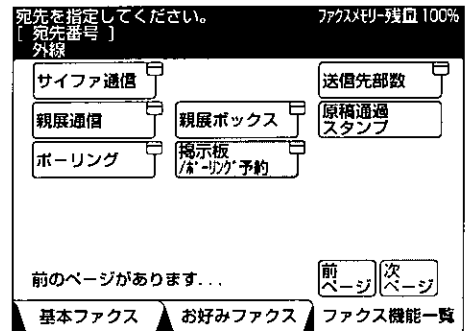 宛先を指定してください。 ファクスメモリー残量 100%
[ 宛先番号 ]
外線
サイファ通信 送信先部数
親展通信 親展ボックス 原稿通過
スタンプ
ポーリング 掲示板
/ポーリング予約
前のページがあります...
前
ページ 次
ページ
基本ファクス お好みファクス ファクス機能一覧